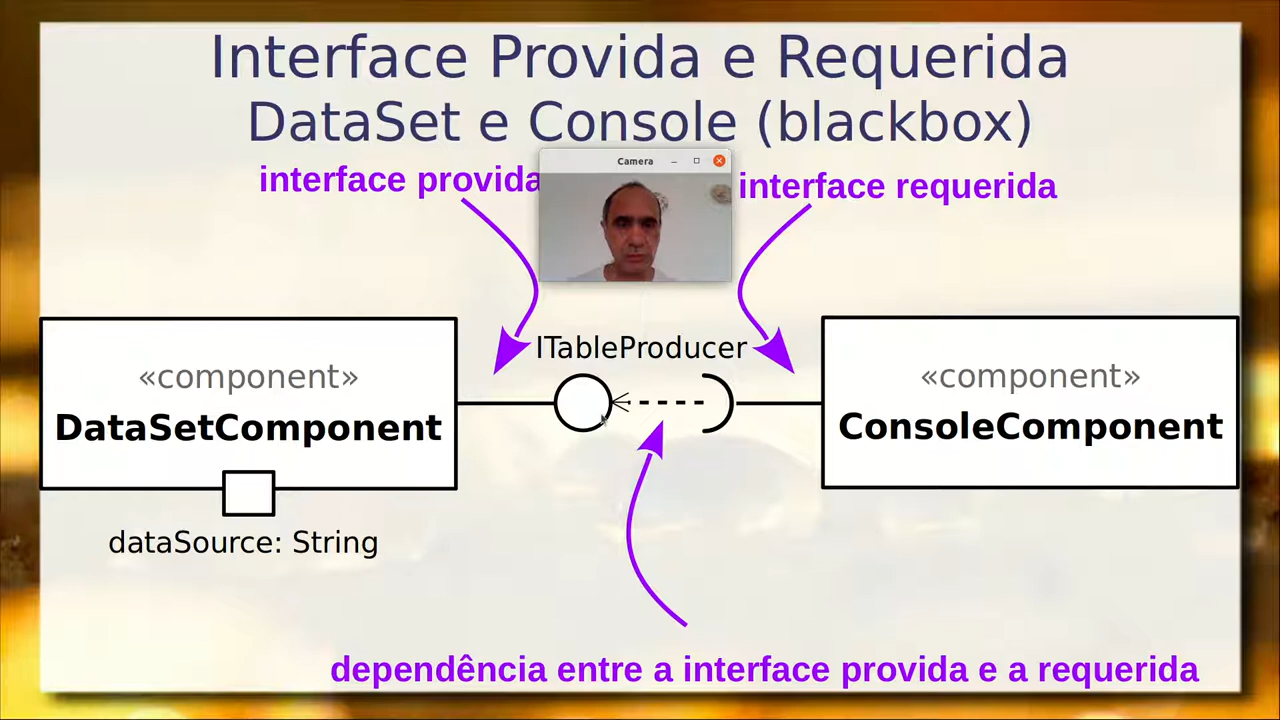 Interface Provida e Requerida
DataSet e Console (blackbox)
Camera
interface provida
interface requerida
ITableProducer
«component»
DataSetComponent
«component»
ConsoleComponent
dataSource: String
dependência entre a interface provida e a requerida